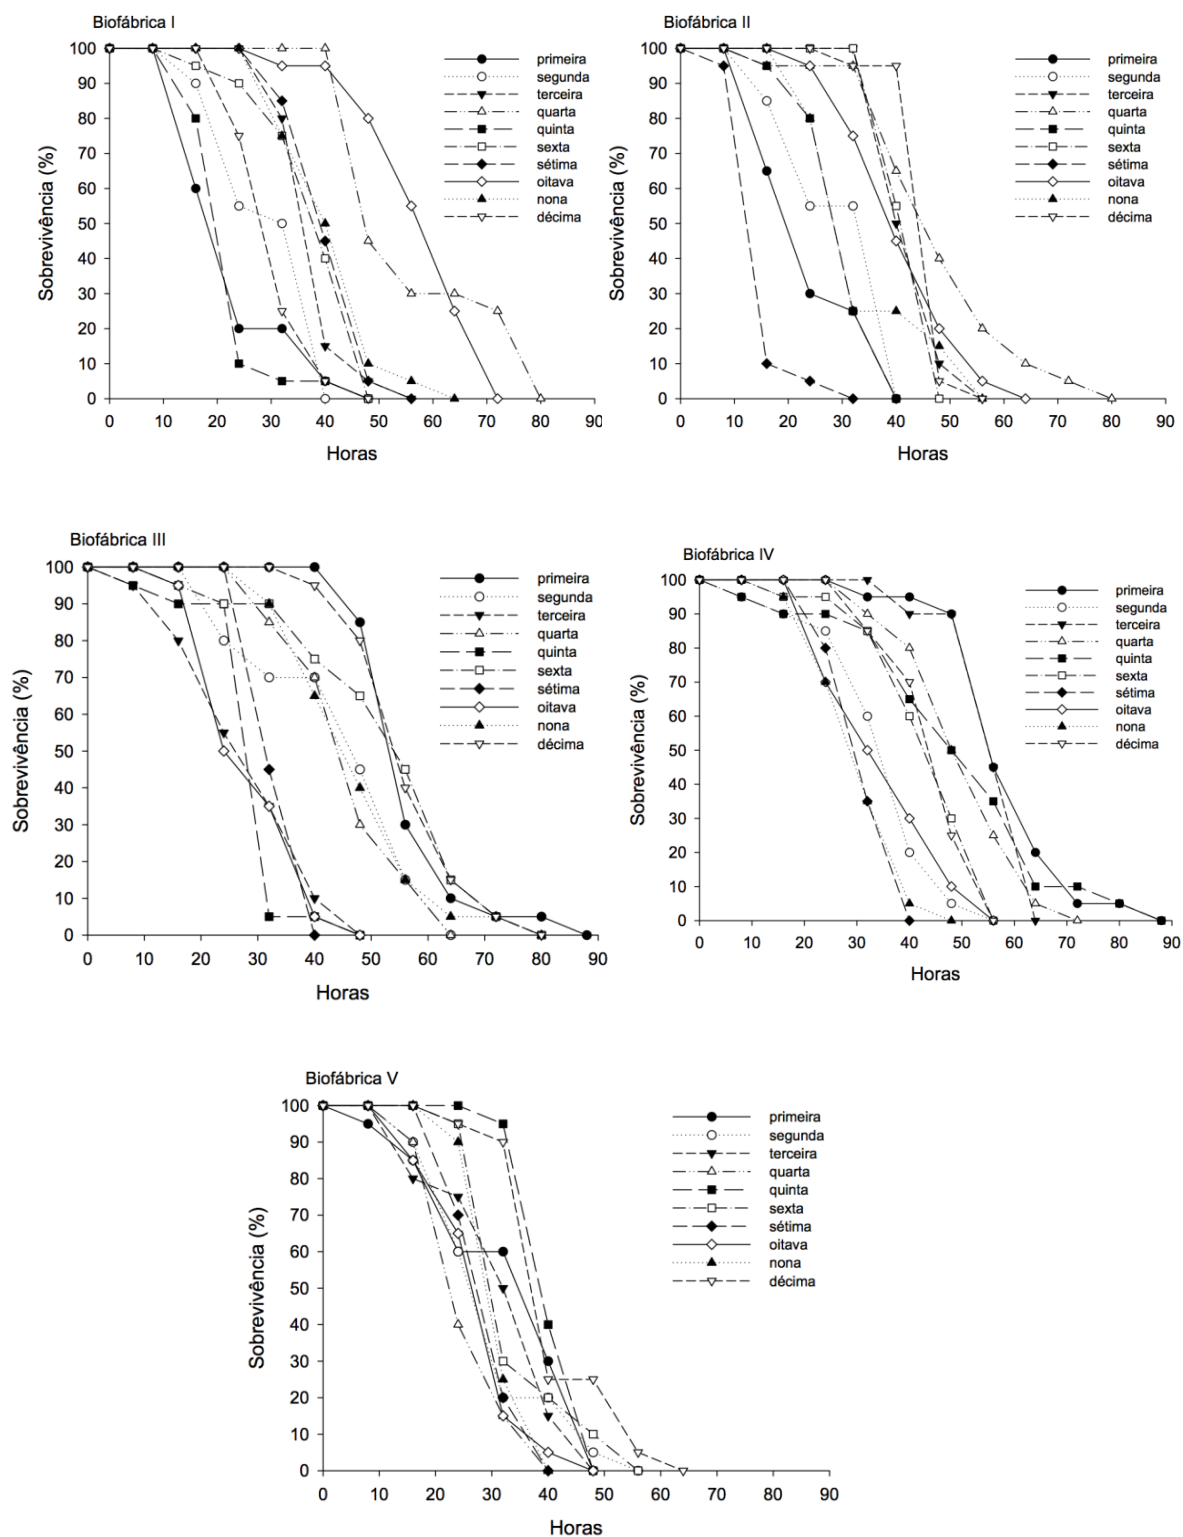 Biofábrica I
Sobrevivência (%)
100
90
80
70
60
50
40
30
20
10
0
0 10 20 30 40 50 60 70 80 90
Horas
primeira
segunda
terceira
quarta
quinta
sexta
sétima
oitava
nona
décima
Biofábrica II
Sobrevivência (%)
100
90
80
70
60
50
40
30
20
10
0
0 10 20 30 40 50 60 70 80 90
Horas
primeira
segunda
terceira
quarta
quinta
sexta
sétima
oitava
nona
décima
Biofábrica III
Sobrevivência (%)
100
90
80
70
60
50
40
30
20
10
0
0 10 20 30 40 50 60 70 80 90
Horas
primeira
segunda
terceira
quarta
quinta
sexta
sétima
oitava
nona
décima
Biofábrica IV
Sobrevivência (%)
100
90
80
70
60
50
40
30
20
10
0
0 10 20 30 40 50 60 70 80 90
Horas
primeira
segunda
terceira
quarta
quinta
sexta
sétima
oitava
nona
décima
Biofábrica V
Sobrevivência (%)
100
90
80
70
60
50
40
30
20
10
0
0 10 20 30 40 50 60 70 80 90
Horas
primeira
segunda
terceira
quarta
quinta
sexta
sétima
oitava
nona
décima